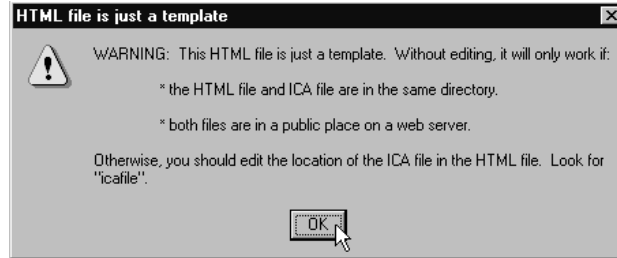 HTML file is just a template
WARNING: This HTML file is just a template. Without editing, it will only work if:
* the HTML file and ICA file are in the same directory.
* both files are in a public place on a web server.
Otherwise, you should edit the location of the ICA file in the HTML file. Look for
"icafile".
OK